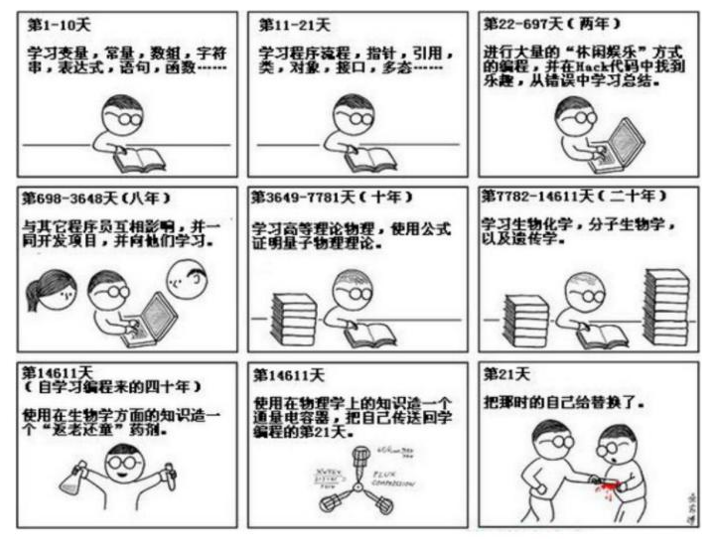 第1-10天
学习变量，常量，数组，字符
串，表达式，语句，函数……
第11-21天
学习程序流程，指针，引用，
类，对象，接口，多态……
第22-697天（两年）
进行大量的“休闲娱乐”方式
的编程，并在Hack代码中找到
乐趣，从错误中学习总结。
第698-3648天（八年）
与其它程序员互相影响，并一
同开发项目，并向他们学习。
第3649-7781天（十年）
学习高等理论物理，使用公式
证明量子物理理论。
第7782-14611天（二十年）
学习生物化学，分子生物学，
以及遗传学。
第14611天
（自学习编程来的四十年）
使用在生物学方面的知识造一
个“返老还童”药剂。
第14611天
使用在物理学上的知识造一个
通量电容器，把自己传送回学
编程的第21天。
FLUX
COMPRESSION
第21天
把那时的自己给替换了。